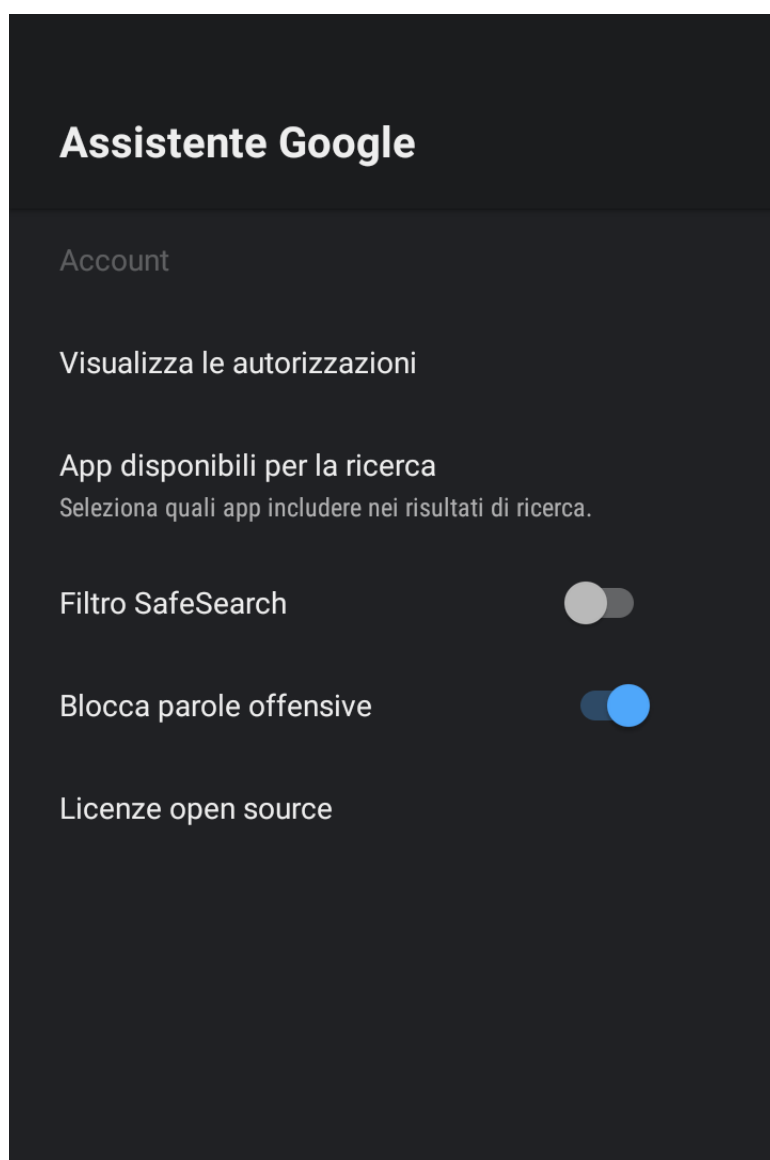 Assistente Google
Account
Visualizza le autorizzazioni
App disponibili per la ricerca
Seleziona quali app includere nei risultati di ricerca.
Filtro SafeSearch
Blocca parole offensive
Licenze open source